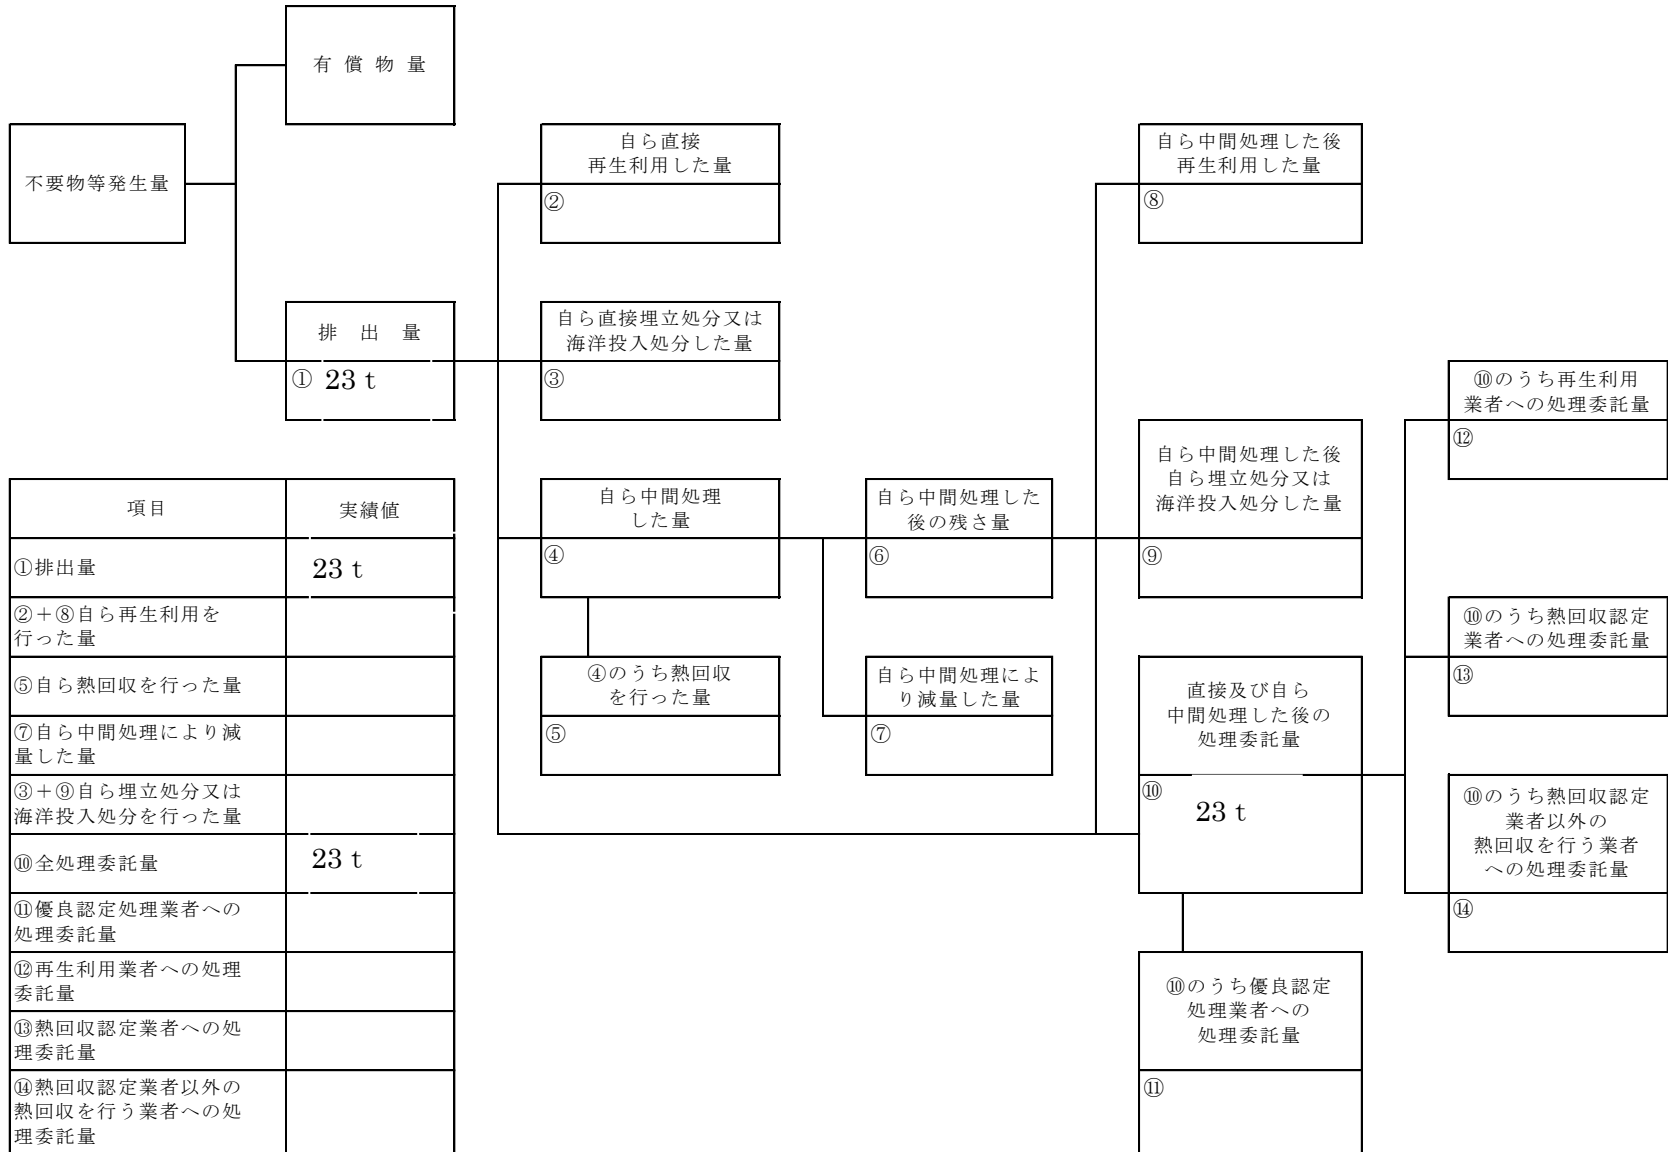 有償物量
不要物等発生量
排出量
① 23 t
自ら直接
再生利用した量
②
自ら直接埋立処分又は
海洋投入処分した量
③
自ら中間処理
した量
④
④のうち熱回収
を行った量
⑤
自ら中間処理した
後の残さ量
⑥
自ら中間処理によ
り減量した量
⑦
自ら中間処理した後
再生利用した量
⑧
自ら中間処理した後
自ら埋立処分又は
海洋投入処分した量
⑨
直接及び自ら
中間処理した後の
処理委託量
⑩ 23 t
⑩のうち優良認定
処理業者への
処理委託量
⑪
⑩のうち再生利用
業者への処理委託量
⑫
⑩のうち熱回収認定
業者への処理委託量
⑬
⑩のうち熱回収認定
業者以外の
熱回収を行う業者
への処理委託量
⑭
項目 実績値
①排出量 23 t
②＋⑧自ら再生利用を
行った量
⑤自ら熱回収を行った量
⑦自ら中間処理により減
量した量
③＋⑨自ら埋立処分又は
海洋投入処分を行った量
⑩全処理委託量 23 t
⑪優良認定処理業者への
処理委託量
⑫再生利用業者への処理
委託量
⑬熱回収認定業者への処
理委託量
⑭熱回収認定業者以外の
熱回収を行う業者への処
理委託量